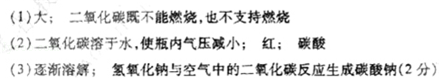 (1)大； 二氧化碳既不能燃烧,也不支持燃烧
(2)二氧化碳溶于水,使瓶内气压减小； 红； 碳酸
(3)逐渐溶解； 氢氧化钠与空气中的二氧化碳反应生成碳酸钠(2分)